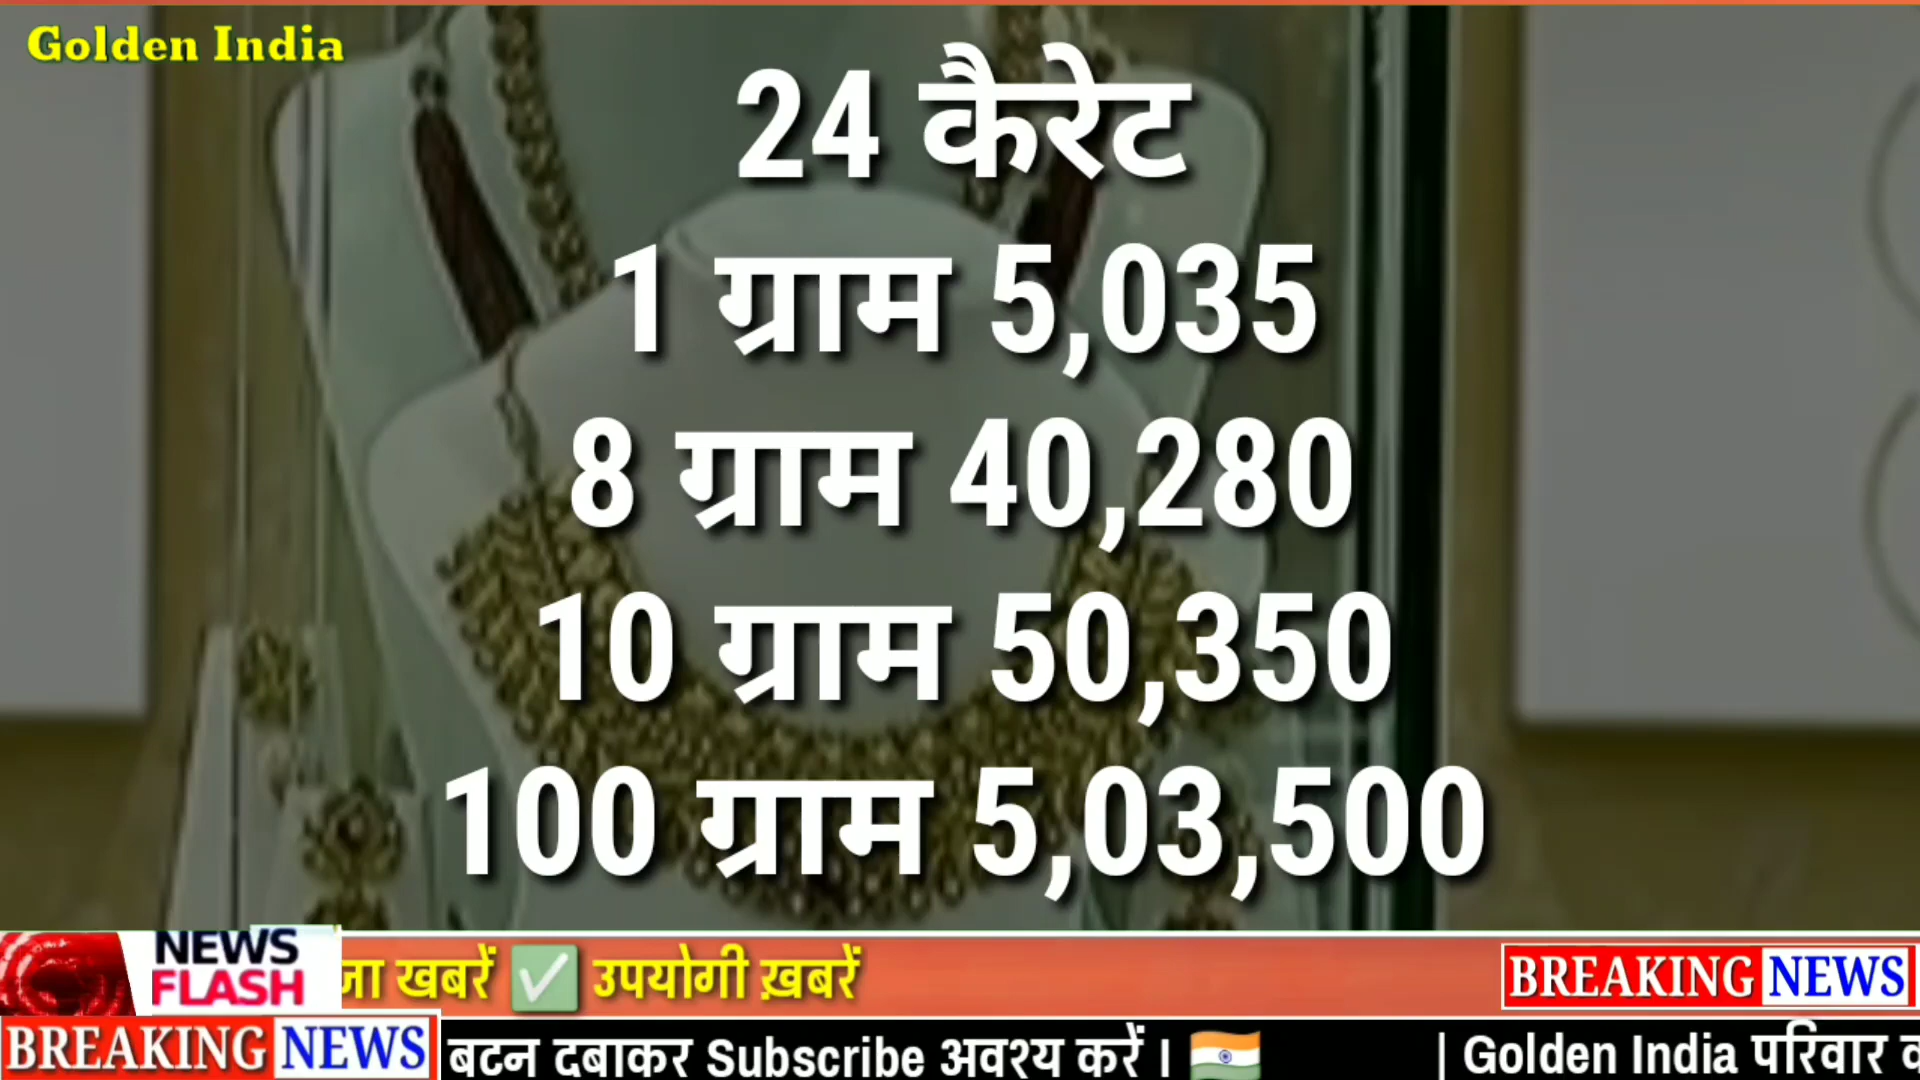 Golden India
24 कैरेट
1 ग्राम 5,035
8 ग्राम 40,280
10 ग्राम 50,350
100 ग्राम 5,03,500
NEWS
FLASH
खबरें ✅ उपयोगी ख़बरें
BREAKING NEWS
BREAKING NEWS
बटन दबाकर Subscribe अवश्य करें । 🇮🇳 | Golden India परिवार